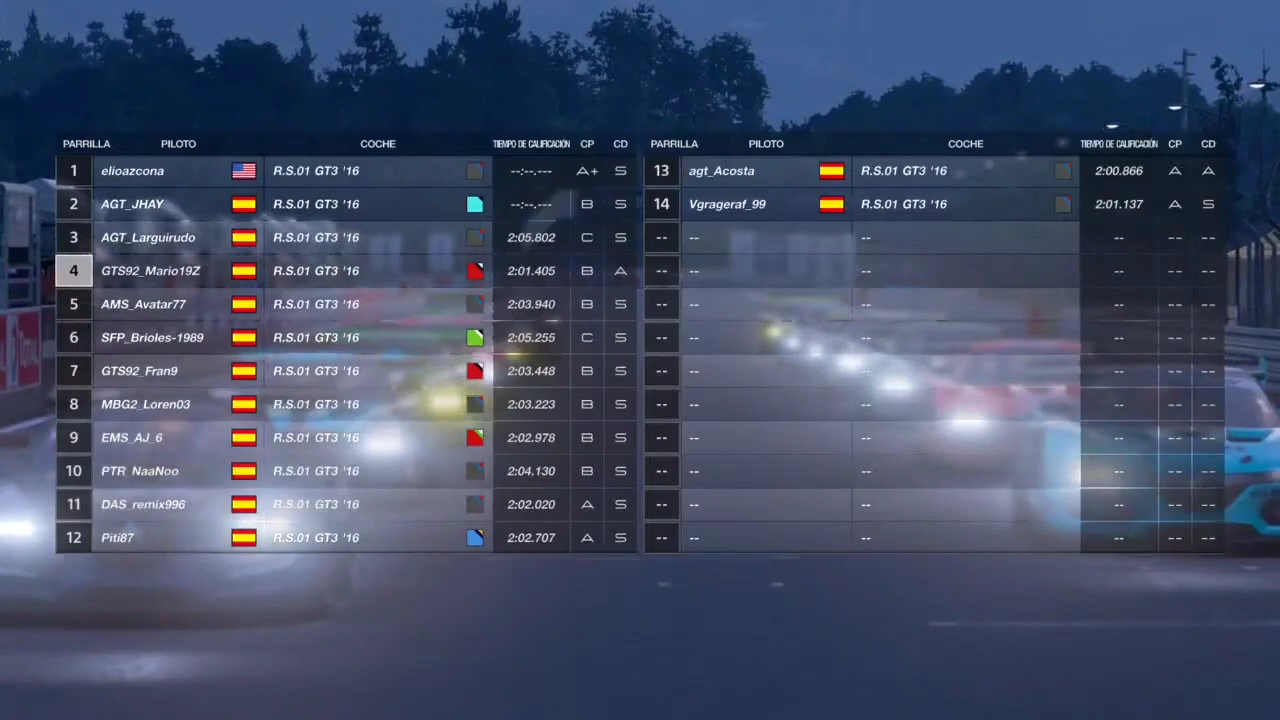 PARRILLA PILOTO COCHE TIEMPO DE CALIFICACIÓN CP CD
1 elioazcona R.S.01 GT3 '16 --:--.--- A+ S
2 AGT_JHAY R.S.01 GT3 '16 --:--.--- B S
3 AGT_Larguirudo R.S.01 GT3 '16 2:05.802 C S
4 GTS92_Mario19Z R.S.01 GT3 '16 2:01.405 B A
5 AMS_Avatar77 R.S.01 GT3 '16 2:03.940 B S
6 SFP_Brioles-1989 R.S.01 GT3 '16 2:05.255 C S
7 GTS92_Fran9 R.S.01 GT3 '16 2:03.448 B S
8 MBG2_Loren03 R.S.01 GT3 '16 2:03.223 B S
9 EMS_AJ_6 R.S.01 GT3 '16 2:02.978 B S
10 PTR_NaaNoo R.S.01 GT3 '16 2:04.130 B S
11 DAS_remix996 R.S.01 GT3 '16 2:02.020 A S
12 Piti87 R.S.01 GT3 '16 2:02.707 A S
PARRILLA PILOTO COCHE TIEMPO DE CALIFICACIÓN CP CD
13 agt_Acosta R.S.01 GT3 '16 2:00.866 A A
14 Vgrageraf_99 R.S.01 GT3 '16 2:01.137 A S
-- -- -- -- -- --
-- -- -- -- -- --
-- -- -- -- -- --
-- -- -- -- -- --
-- -- -- -- -- --
-- -- -- -- -- --
-- -- -- -- -- --
-- -- -- -- -- --
-- -- -- -- -- --
-- -- -- -- -- --
TOTAL